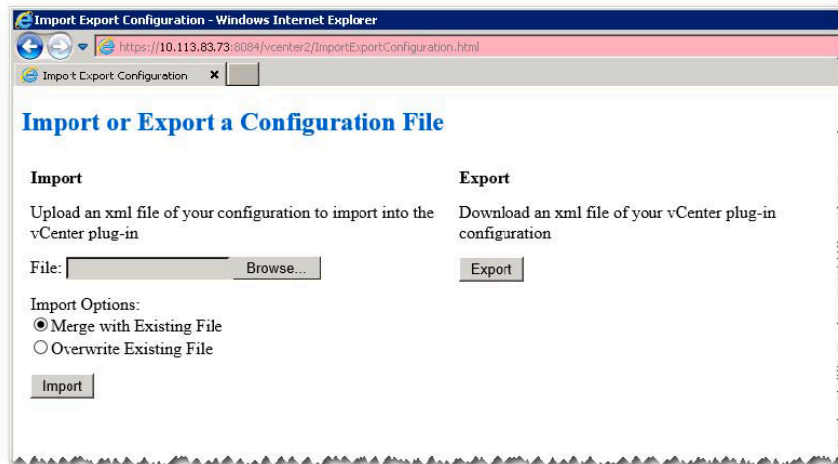 Import Export Configuration - Windows Internet Explorer
https://10.113.83.73:8084/vcenter2/ImportExportConfiguration.html
Import Export Configuration
Import or Export a Configuration File
Import
Upload an xml file of your configuration to import into the
vCenter plug-in
File:
Browse...
Import Options:
Merge with Existing File
Overwrite Existing File
Import
Export
Download an xml file of your vCenter plug-in
configuration
Export